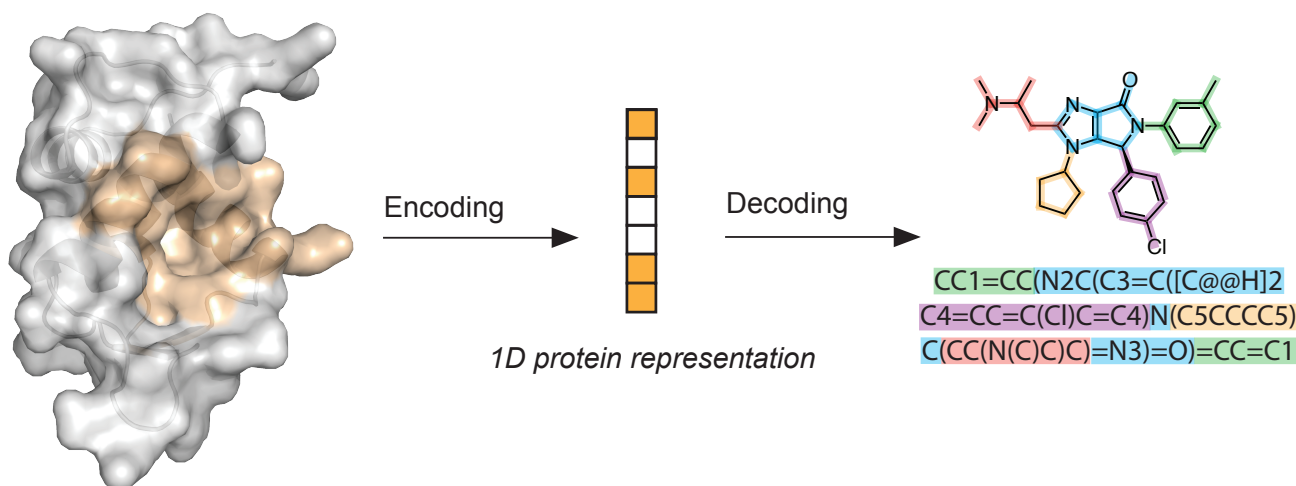 Encoding
Decoding
1D protein representation
O
N
N
N
N
Cl
CC1=CC(N2C(C3=C([C@@H]2
C4=CC=C(Cl)C=C4)N(C5CCCC5)
C(CC(N(C)C)C)=N3)=O)=CC=C1